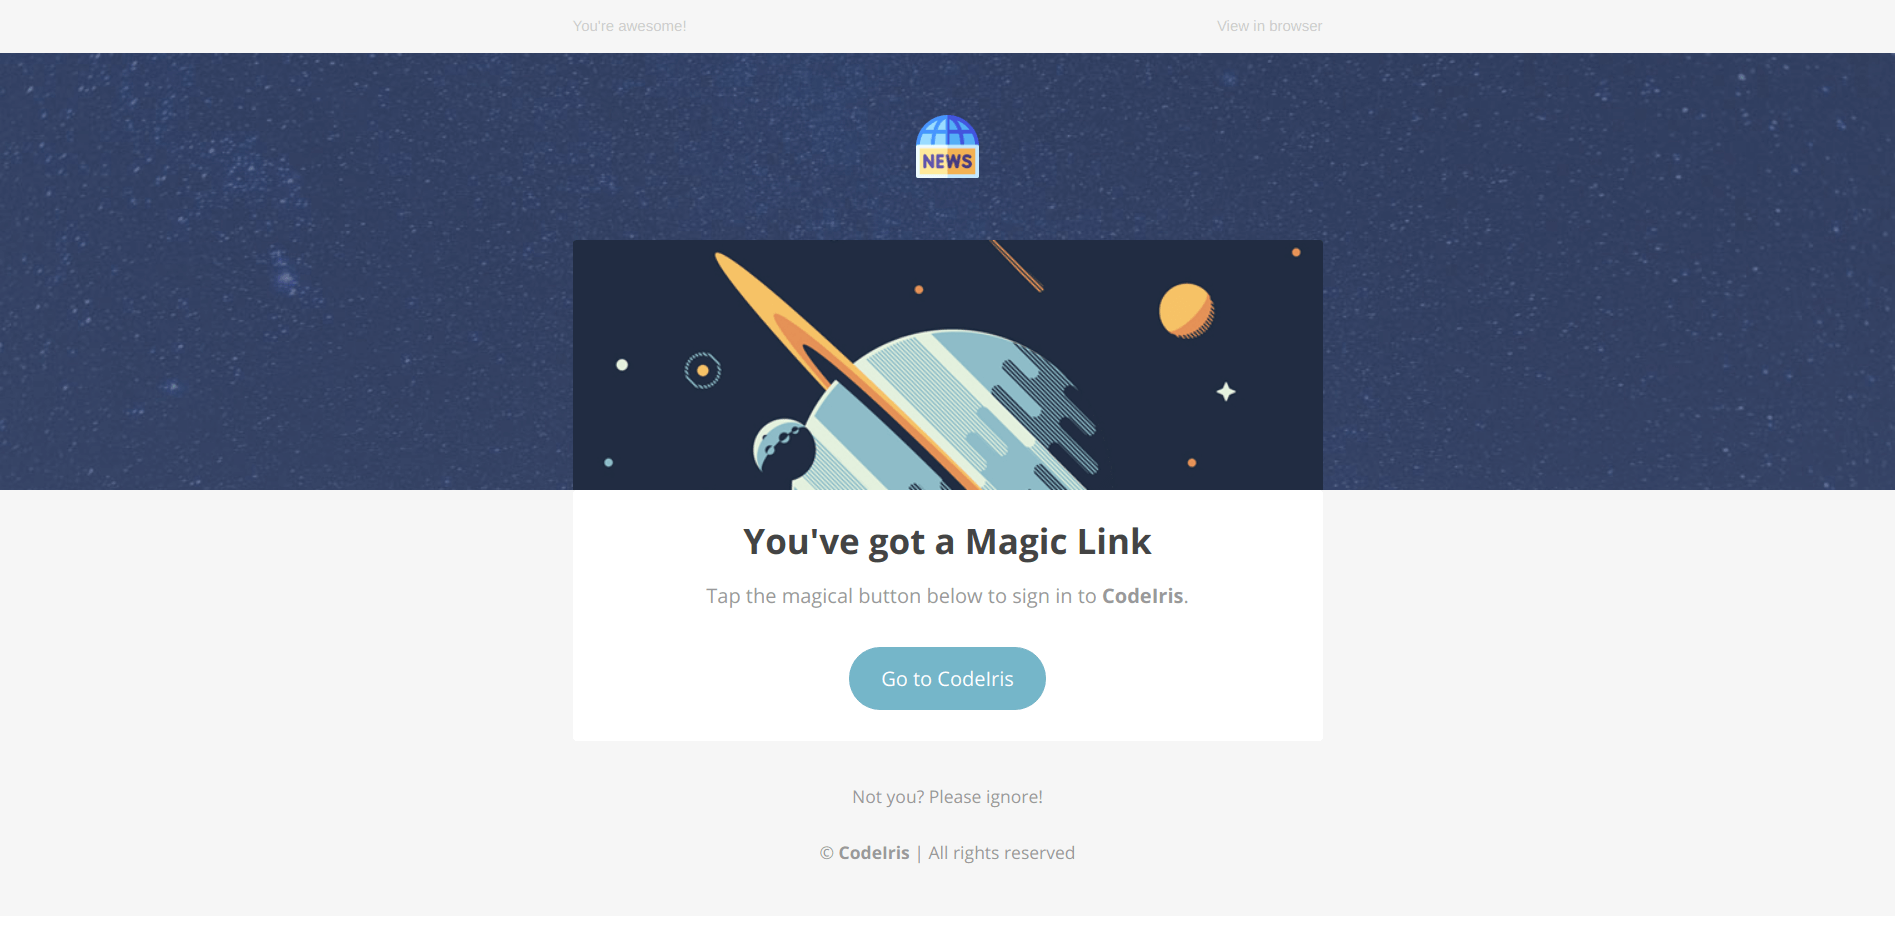 You're awesome!
View in browser
NEWS
You've got a Magic Link
Tap the magical button below to sign in to CodeIris.
Go to CodeIris
Not you? Please ignore!
© CodeIris | All rights reserved